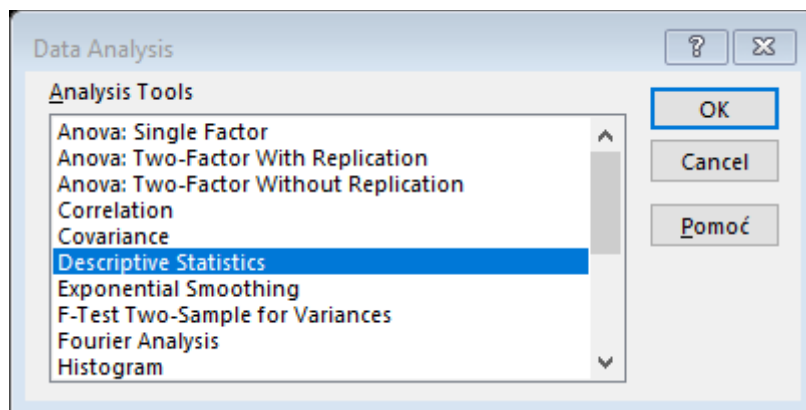 Data Analysis
Analysis Tools
Anova: Single Factor
Anova: Two-Factor With Replication
Anova: Two-Factor Without Replication
Correlation
Covariance
Descriptive Statistics
Exponential Smoothing
F-Test Two-Sample for Variances
Fourier Analysis
Histogram
OK
Cancel
Pomoć